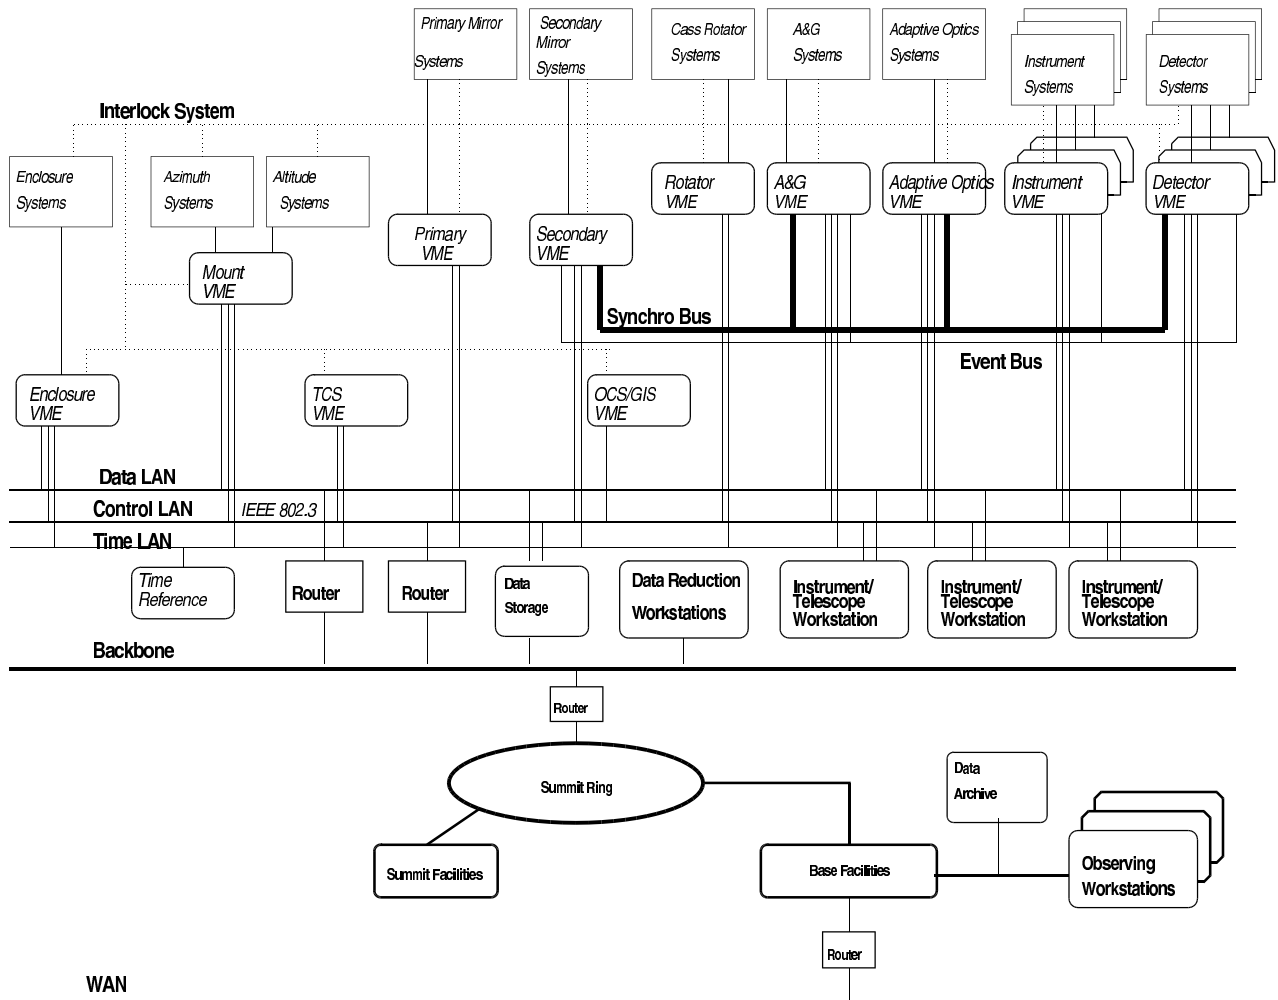 Primary Mirror
Systems
Secondary
Mirror
Systems
Cass Rotator
Systems
A&G
Systems
Adaptive Optics
Systems
Instrument
Systems
Detector
Systems
Interlock System
Enclosure
Systems
Azimuth
Systems
Altitude
Systems
Rotator
VME
A&G
VME
Adaptive Optics
VME
Instrument
VME
Detector
VME
Primary
VME
Secondary
VME
Mount
VME
Synchro Bus
Event Bus
Enclosure
VME
TCS
VME
OCS/GIS
VME
Data LAN
Control LAN
IEEE 802.3
Time LAN
Time
Reference
Router
Router
Data
Storage
Data Reduction
Workstations
Instrument/
Telescope
Workstation
Instrument/
Telescope
Workstation
Instrument/
Telescope
Workstation
Backbone
Router
Summit Ring
Data
Archive
Summit Facilities
Base Facilities
Observing
Workstations
Router
WAN